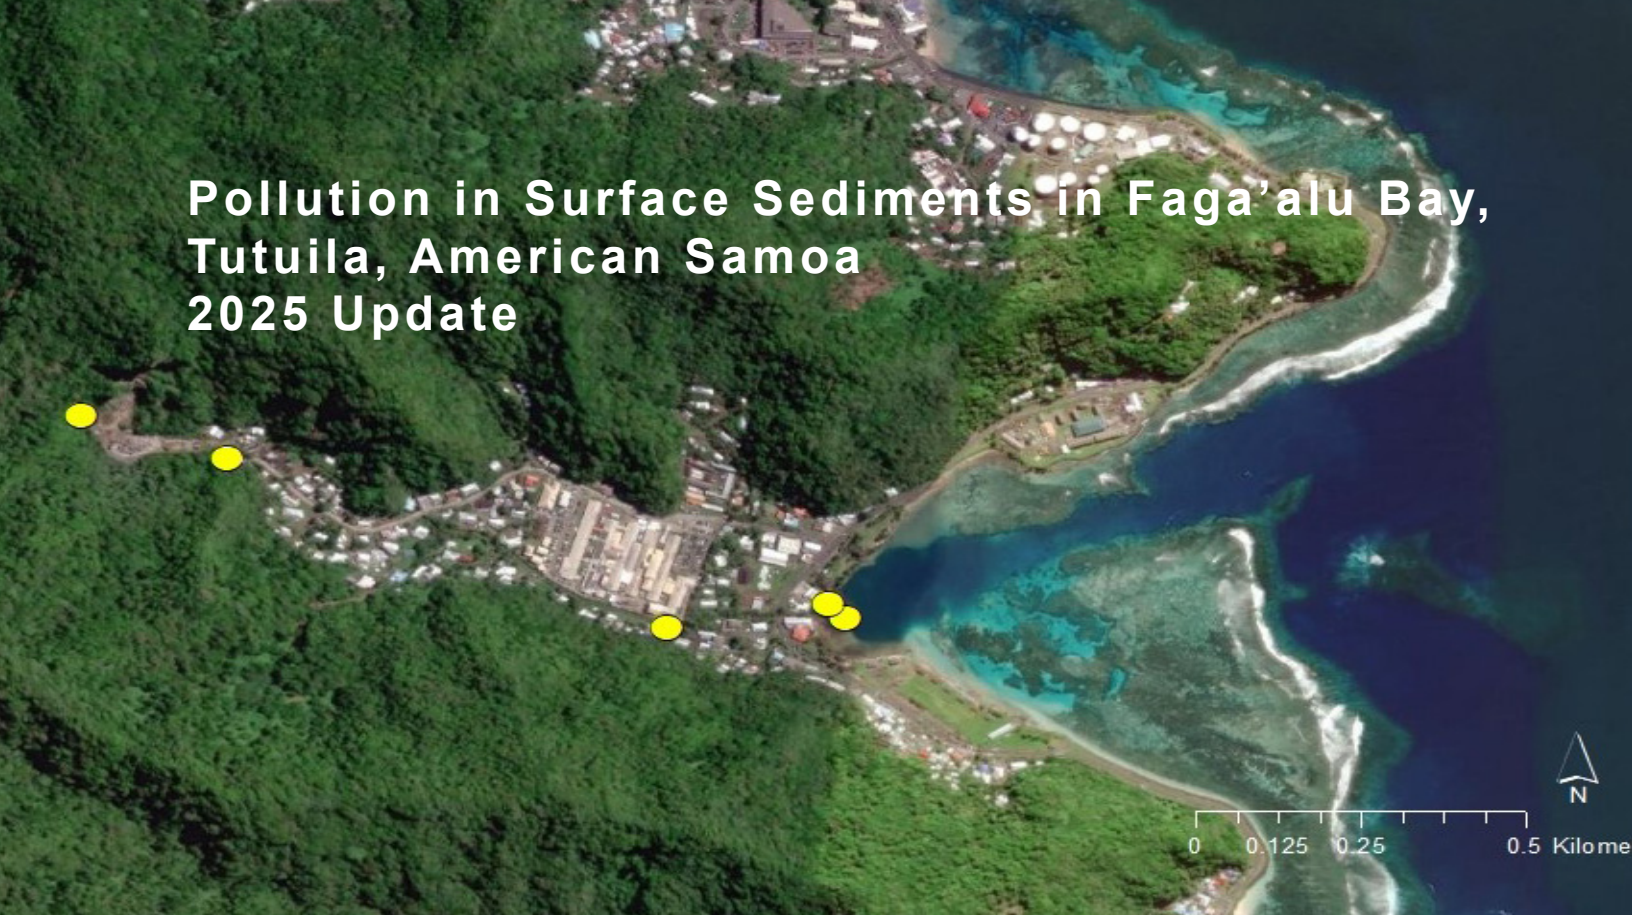 Pollution in Surface Sediments in Faga’alu Bay,
Tutuila, American Samoa
2025 Update
N
0 0.125 0.25 0.5 Kilome